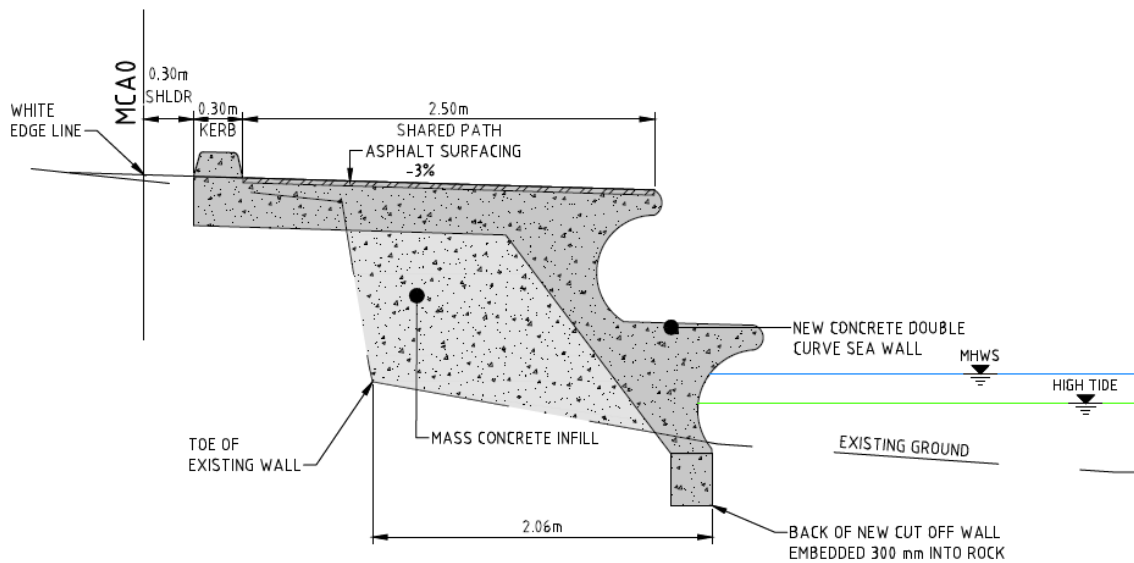 MCA0
0.30m
SHLDR
0.30m
KERB
2.50m
SHARED PATH
ASPHALT SURFACING
-3%
WHITE
EDGE LINE
NEW CONCRETE DOUBLE
CURVE SEA WALL
MHWS
HIGH TIDE
MASS CONCRETE INFILL
TOE OF
EXISTING WALL
EXISTING GROUND
2.06m
BACK OF NEW CUT OFF WALL
EMBEDDED 300 mm INTO ROCK